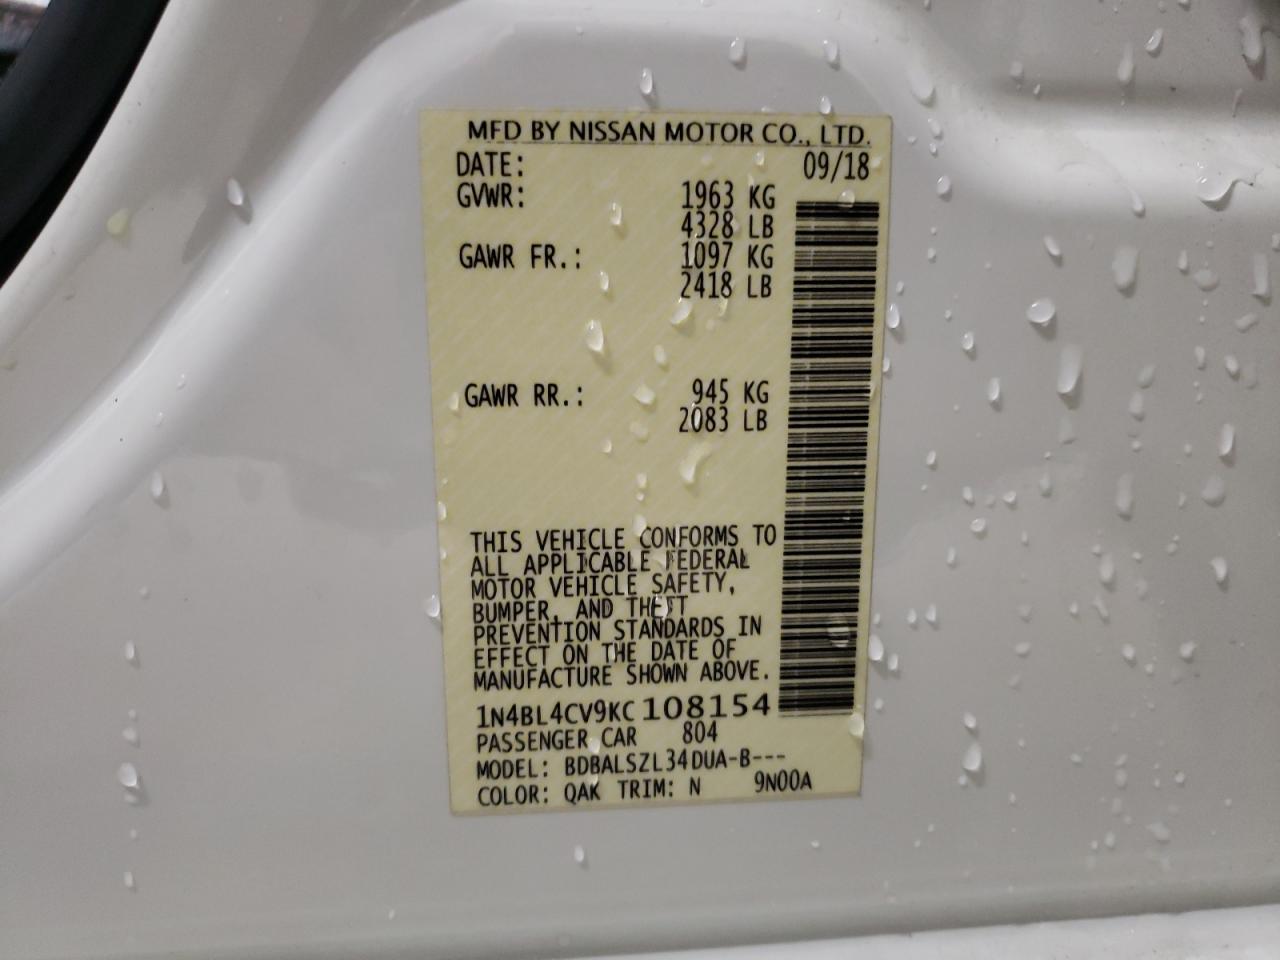 MFD BY NISSAN MOTOR CO., LTD.
DATE: 09/18
GVWR: 1963 KG
4328 LB
GAWR FR.: 1097 KG
2418 LB
GAWR RR.: 945 KG
2083 LB
THIS VEHICLE CONFORMS TO
ALL APPLICABLE FEDERAL
MOTOR VEHICLE SAFETY,
BUMPER, AND THEFT
PREVENTION STANDARDS IN
EFFECT ON THE DATE OF
MANUFACTURE SHOWN ABOVE.
1N4BL4CV9KC108154
PASSENGER CAR 804
MODEL: BDBALSZL34DUA-B---
COLOR: QAK TRIM: N 9N00A